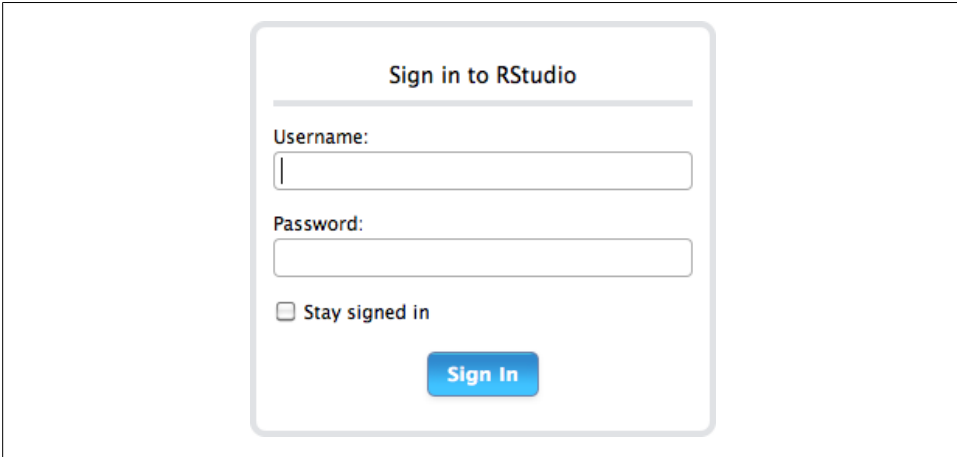 Sign in to RStudio
Username:
Password:
Stay signed in
Sign In